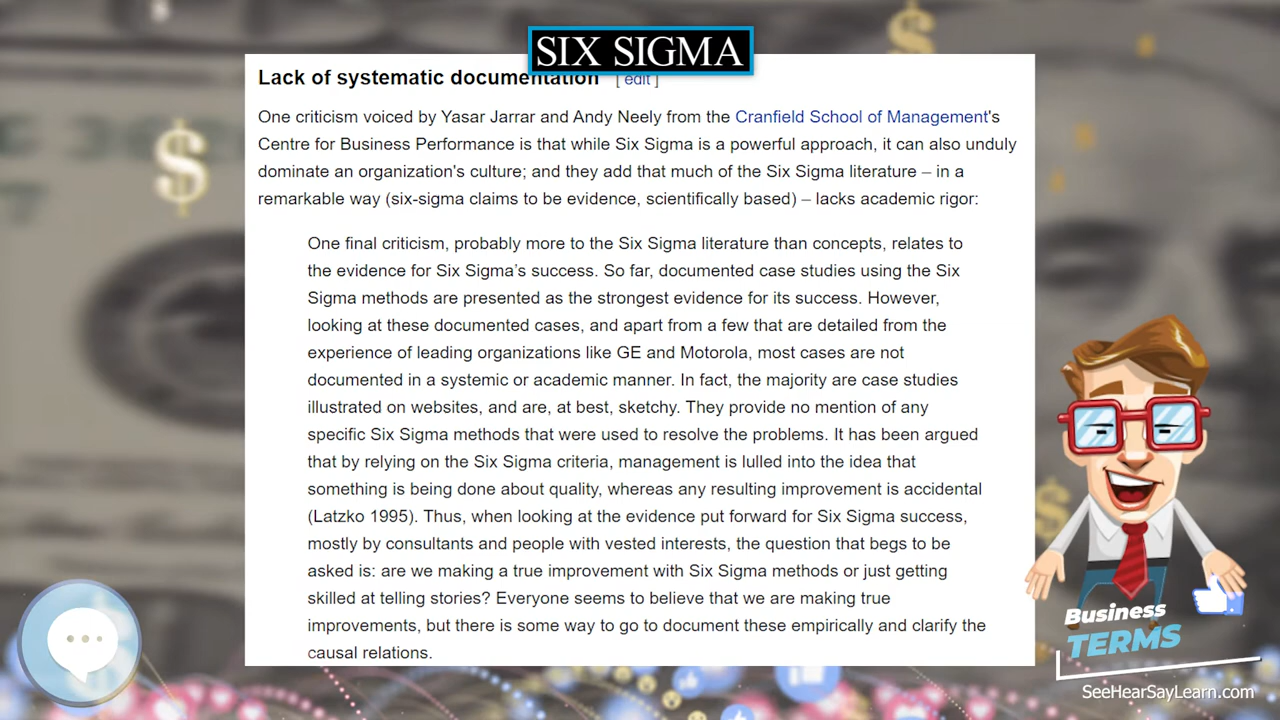 SIX SIGMA
Lack of systematic documentation [ edit ]
One criticism voiced by Yasar Jarrar and Andy Neely from the Cranfield School of Management's
Centre for Business Performance is that while Six Sigma is a powerful approach, it can also unduly
dominate an organization's culture; and they add that much of the Six Sigma literature – in a
remarkable way (six-sigma claims to be evidence, scientifically based) – lacks academic rigor:
One final criticism, probably more to the Six Sigma literature than concepts, relates to
the evidence for Six Sigma’s success. So far, documented case studies using the Six
Sigma methods are presented as the strongest evidence for its success. However,
looking at these documented cases, and apart from a few that are detailed from the
experience of leading organizations like GE and Motorola, most cases are not
documented in a systemic or academic manner. In fact, the majority are case studies
illustrated on websites, and are, at best, sketchy. They provide no mention of any
specific Six Sigma methods that were used to resolve the problems. It has been argued
that by relying on the Six Sigma criteria, management is lulled into the idea that
something is being done about quality, whereas any resulting improvement is accidental
(Latzko 1995). Thus, when looking at the evidence put forward for Six Sigma success,
mostly by consultants and people with vested interests, the question that begs to be
asked is: are we making a true improvement with Six Sigma methods or just getting
skilled at telling stories? Everyone seems to believe that we are making true
improvements, but there is some way to go to document these empirically and clarify the
causal relations.
Business
TERMS
SeeHearSayLearn.com